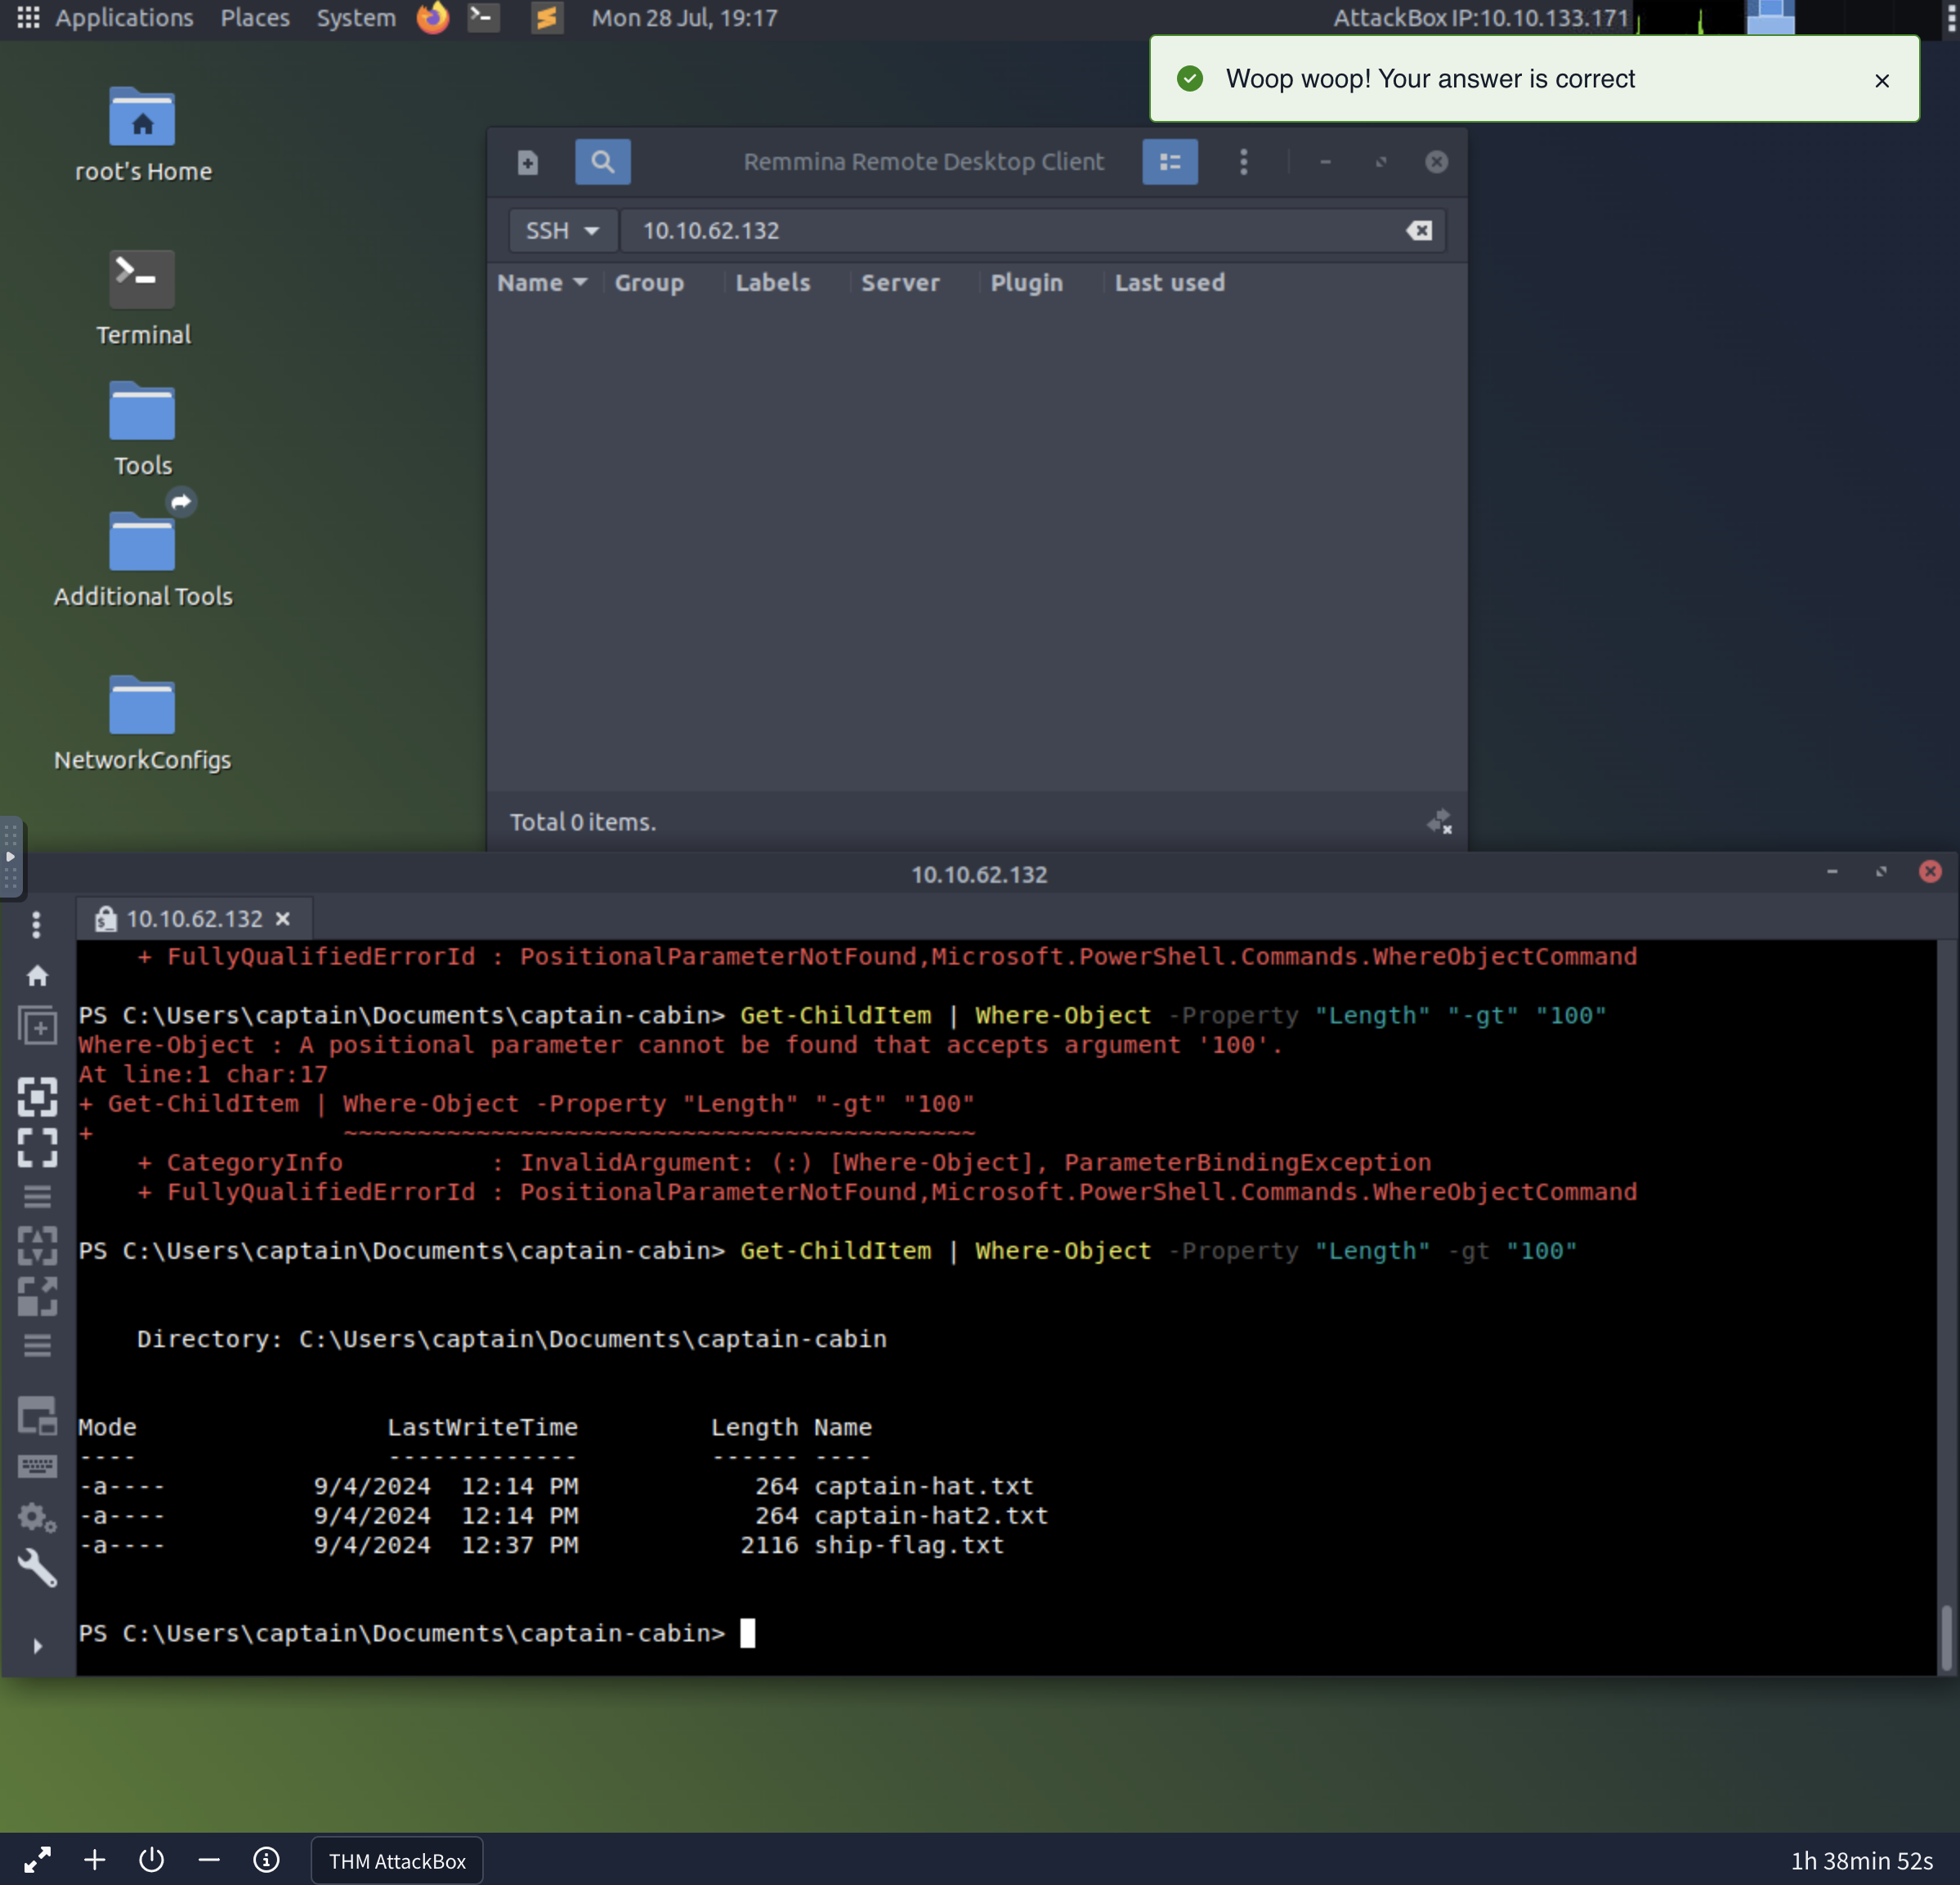 Applications Places System Mon 28 Jul, 19:17 AttackBox IP:10.10.133.171
Woop woop! Your answer is correct
root's Home
Remmina Remote Desktop Client
SSH 10.10.62.132
Name Group Labels Server Plugin Last used
Terminal
Tools
Additional Tools
NetworkConfigs
Total 0 items.
10.10.62.132
10.10.62.132
    + FullyQualifiedErrorId : PositionalParameterNotFound,Microsoft.PowerShell.Commands.WhereObjectCommand
PS C:\Users\captain\Documents\captain-cabin> Get-ChildItem | Where-Object -Property "Length" "-gt" "100"
Where-Object : A positional parameter cannot be found that accepts argument '100'.
At line:1 char:17
+ Get-ChildItem | Where-Object -Property "Length" "-gt" "100"
+                 ~~~~~~~~~~~~~~~~~~~~~~~~~~~~~~~~~~~~~~~~~~~
    + CategoryInfo          : InvalidArgument: (:) [Where-Object], ParameterBindingException
    + FullyQualifiedErrorId : PositionalParameterNotFound,Microsoft.PowerShell.Commands.WhereObjectCommand
PS C:\Users\captain\Documents\captain-cabin> Get-ChildItem | Where-Object -Property "Length" -gt "100"
    Directory: C:\Users\captain\Documents\captain-cabin
Mode                 LastWriteTime         Length Name
----                 -------------         ------ ----
-a----          9/4/2024  12:14 PM            264 captain-hat.txt
-a----          9/4/2024  12:14 PM            264 captain-hat2.txt
-a----          9/4/2024  12:37 PM           2116 ship-flag.txt
PS C:\Users\captain\Documents\captain-cabin>
THM AttackBox 1h 38min 52s